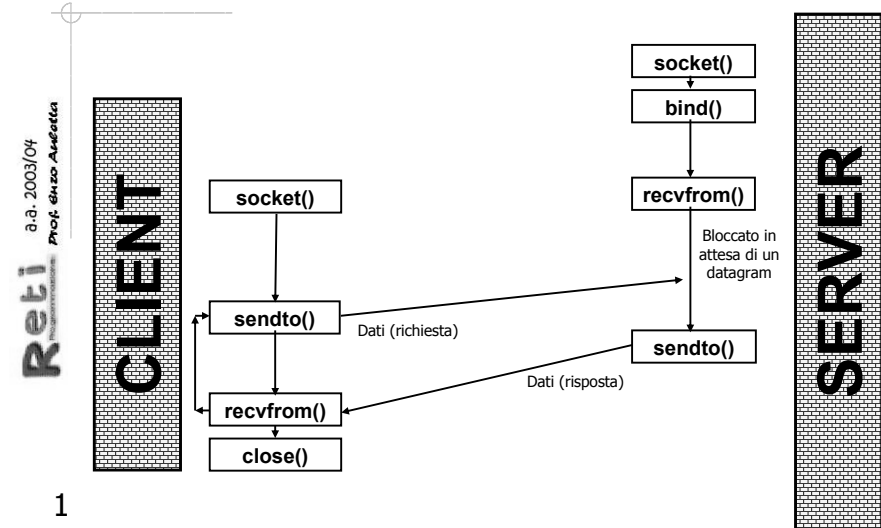 a.a. 2003/04
Prof. Enzo Auletta
Reti
Programmazione
CLIENT
socket()
sendto()
recvfrom()
close()
Dati (richiesta)
Dati (risposta)
socket()
bind()
recvfrom()
Bloccato in
attesa di un
datagram
sendto()
SERVER
1